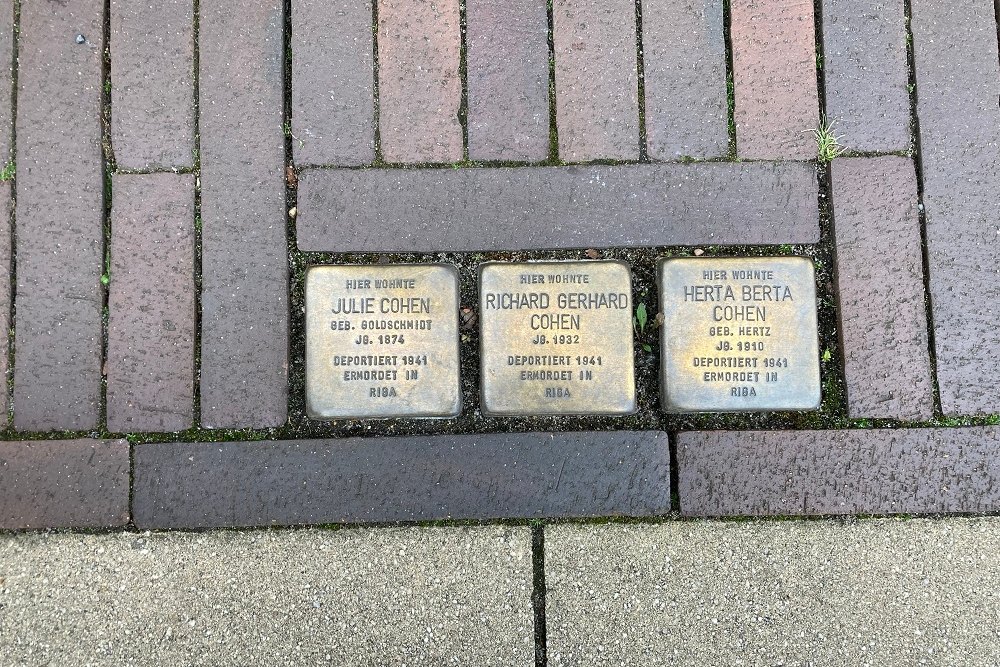 HIER WOHNTE
JULIE COHEN
GEB. GOLDSCHMIDT
JG. 1874
DEPORTIERT 1941
ERMORDET IN
RIGA
HIER WOHNTE
RICHARD GERHARD
COHEN
JG. 1932
DEPORTIERT 1941
ERMORDET IN
RIGA
HIER WOHNTE
HERTA BERTA
COHEN
GEB. HERTZ
JG. 1910
DEPORTIERT 1941
ERMORDET IN
RIGA